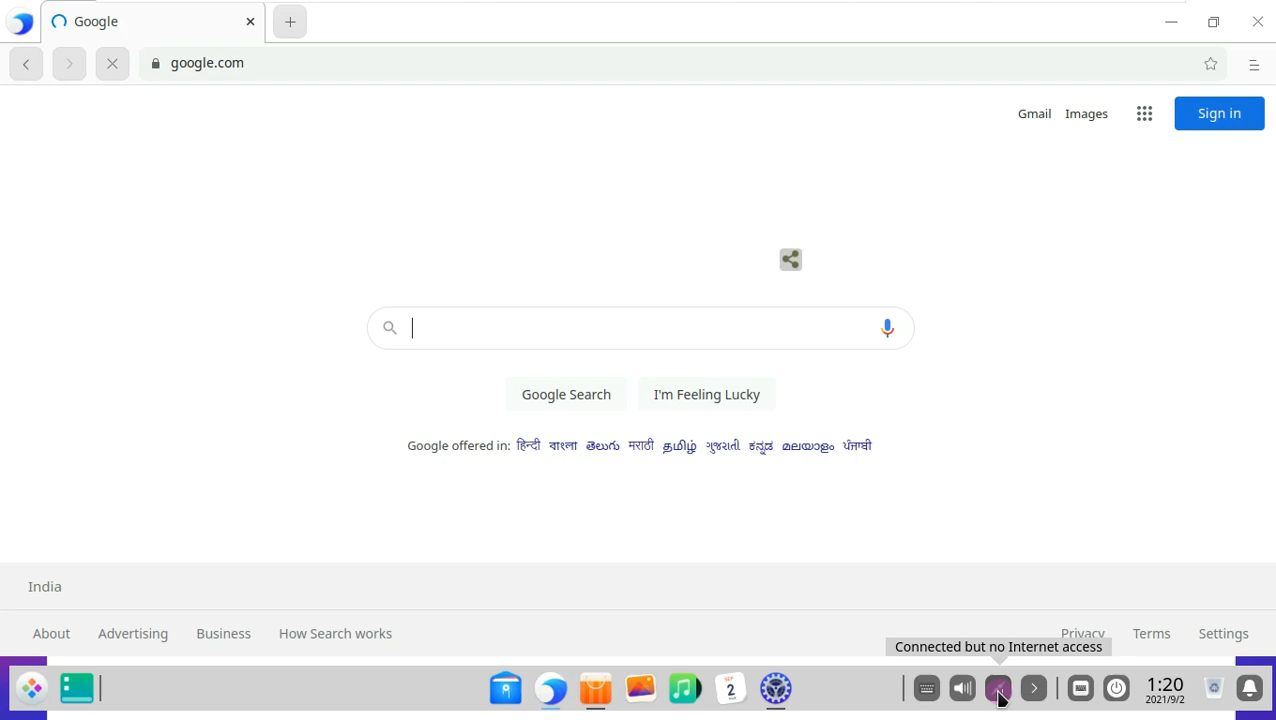 Google
google.com
Gmail Images Sign in
Google Search I'm Feeling Lucky
Google offered in: हिन्दी বাংলা తెలుగు मराठी தமிழ் ગુજરાતી ಕನ್ನಡ മലയാളം ਪੰਜਾਬੀ
India
About Advertising Business How Search works Privacy Terms Settings
Connected but no Internet access
SEP
2
1:20
2021/9/2